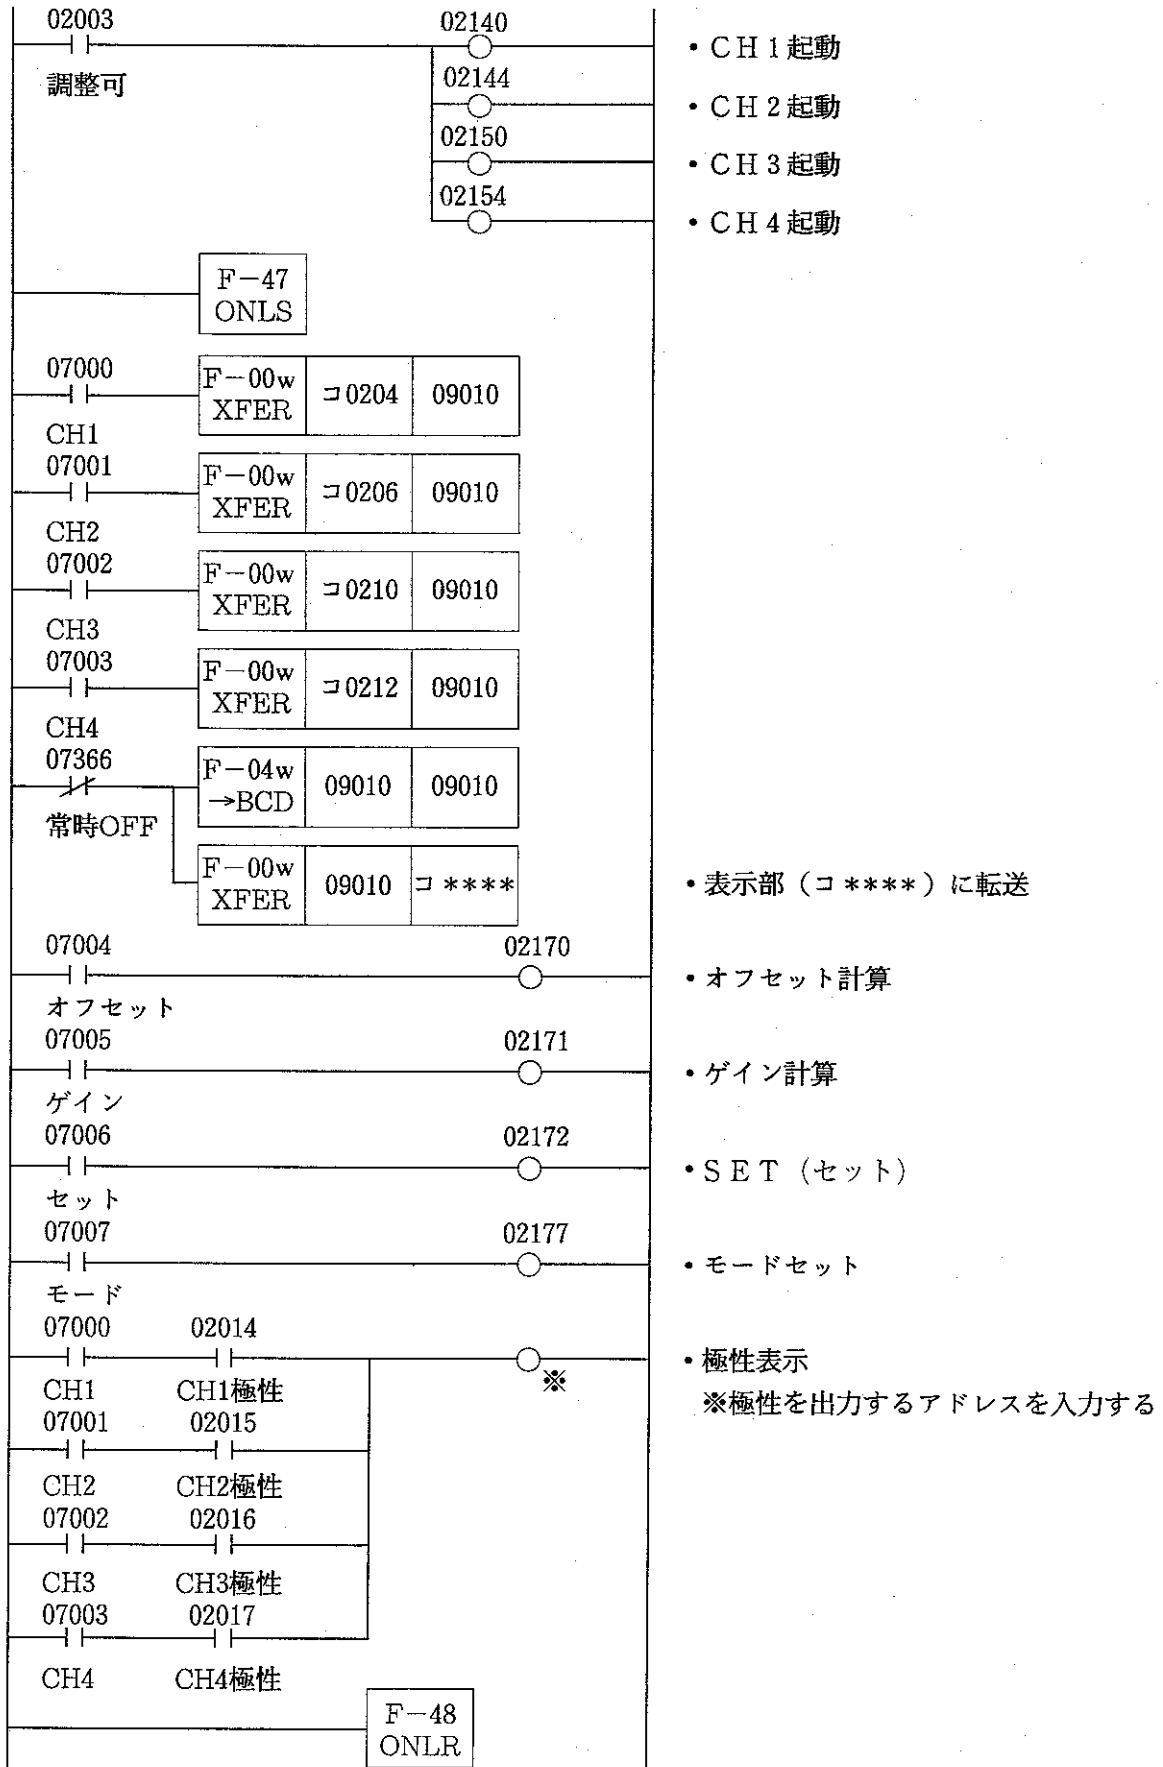 02003 02140
・CH1起動
調整可
02144
・CH2起動
02150
・CH3起動
02154
・CH4起動
F-47
ONLS
07000
F-00w
XFER
コ0204 09010
CH1
07001
F-00w
XFER
コ0206 09010
CH2
07002
F-00w
XFER
コ0210 09010
CH3
07003
F-00w
XFER
コ0212 09010
CH4
07366
F-04w
→BCD
09010 09010
常時OFF
F-00w
XFER
09010 コ****
・表示部（コ****）に転送
07004 02170
・オフセット計算
オフセット
07005 02171
・ゲイン計算
ゲイン
07006 02172
・SET（セット）
セット
07007 02177
・モードセット
モード
07000 02014
・極性表示
※
※極性を出力するアドレスを入力する
CH1 CH1極性
07001 02015
CH2 CH2極性
07002 02016
CH3 CH3極性
07003 02017
CH4 CH4極性
F-48
ONLR